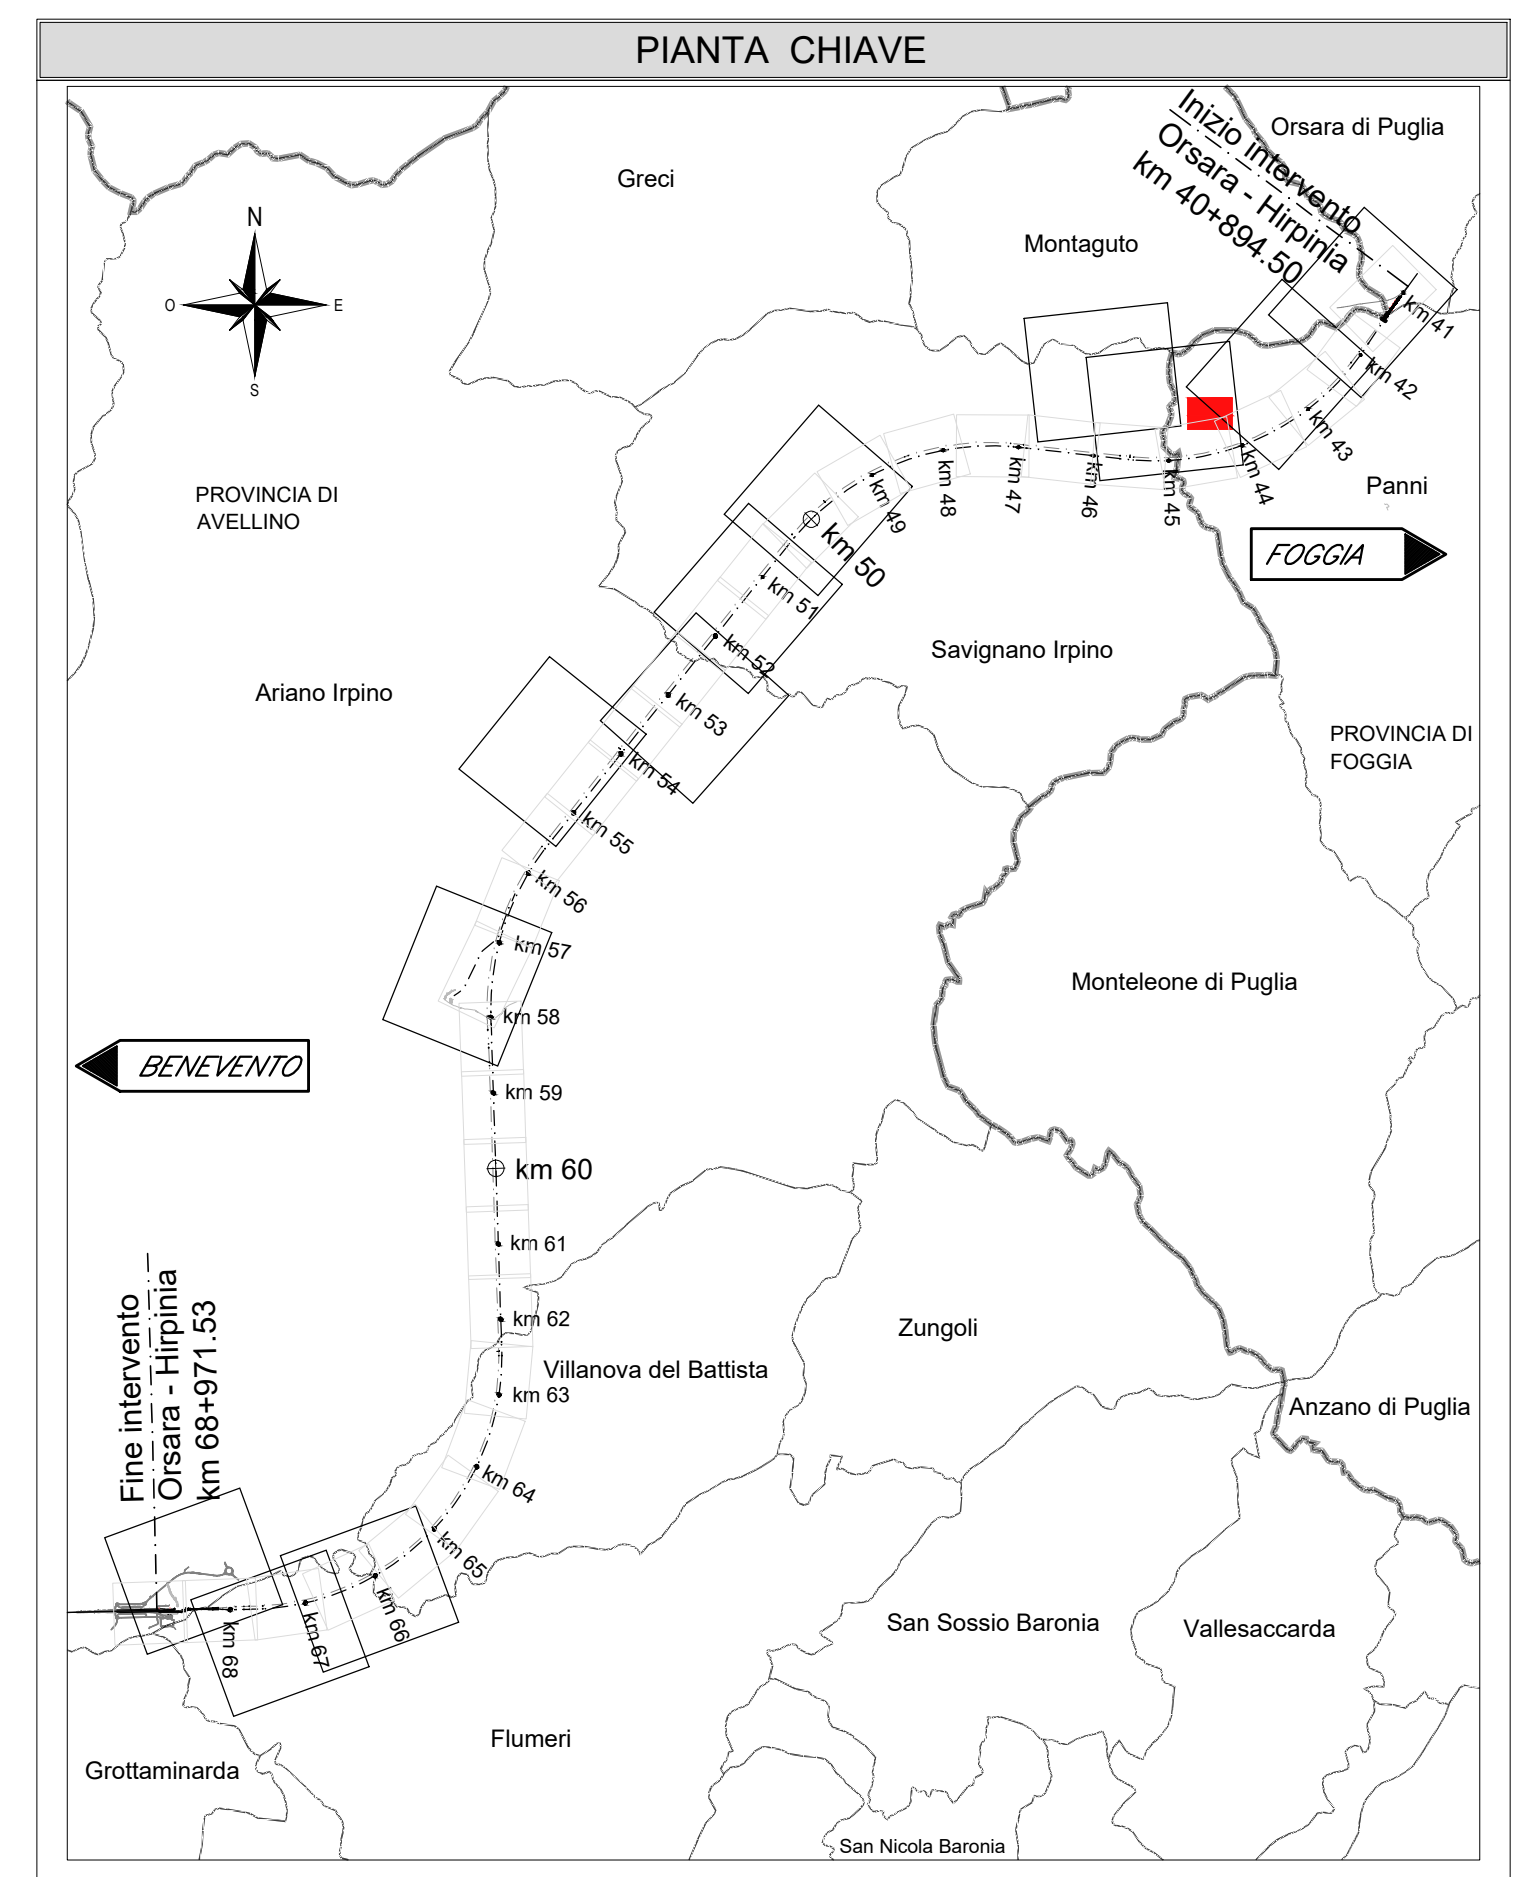 PIANTA CHIAVE
Inizio intervento
Orsara - Hirpinia
km 40+894.50
Orsara di Puglia
Greci
Montaguto
N
O
E
S
km 41
km 42
km 43
km 44
km 45
km 46
km 47
km 48
km 49
km 50
km 51
km 52
km 53
km 54
km 55
km 56
km 57
km 58
km 59
km 60
km 61
km 62
km 63
km 64
km 65
km 66
km 67
km 68
PROVINCIA DI
AVELLINO
Panni
?
FOGGIA
Savignano Irpino
Ariano Irpino
PROVINCIA DI
FOGGIA
Monteleone di Puglia
BENEVENTO
Fine intervento
Orsara - Hirpinia
km 68+971.53
Zungoli
Villanova del Battista
Anzano di Puglia
San Sossio Baronia
Vallesaccarda
Flumeri
Grottaminarda
San Nicola Baronia